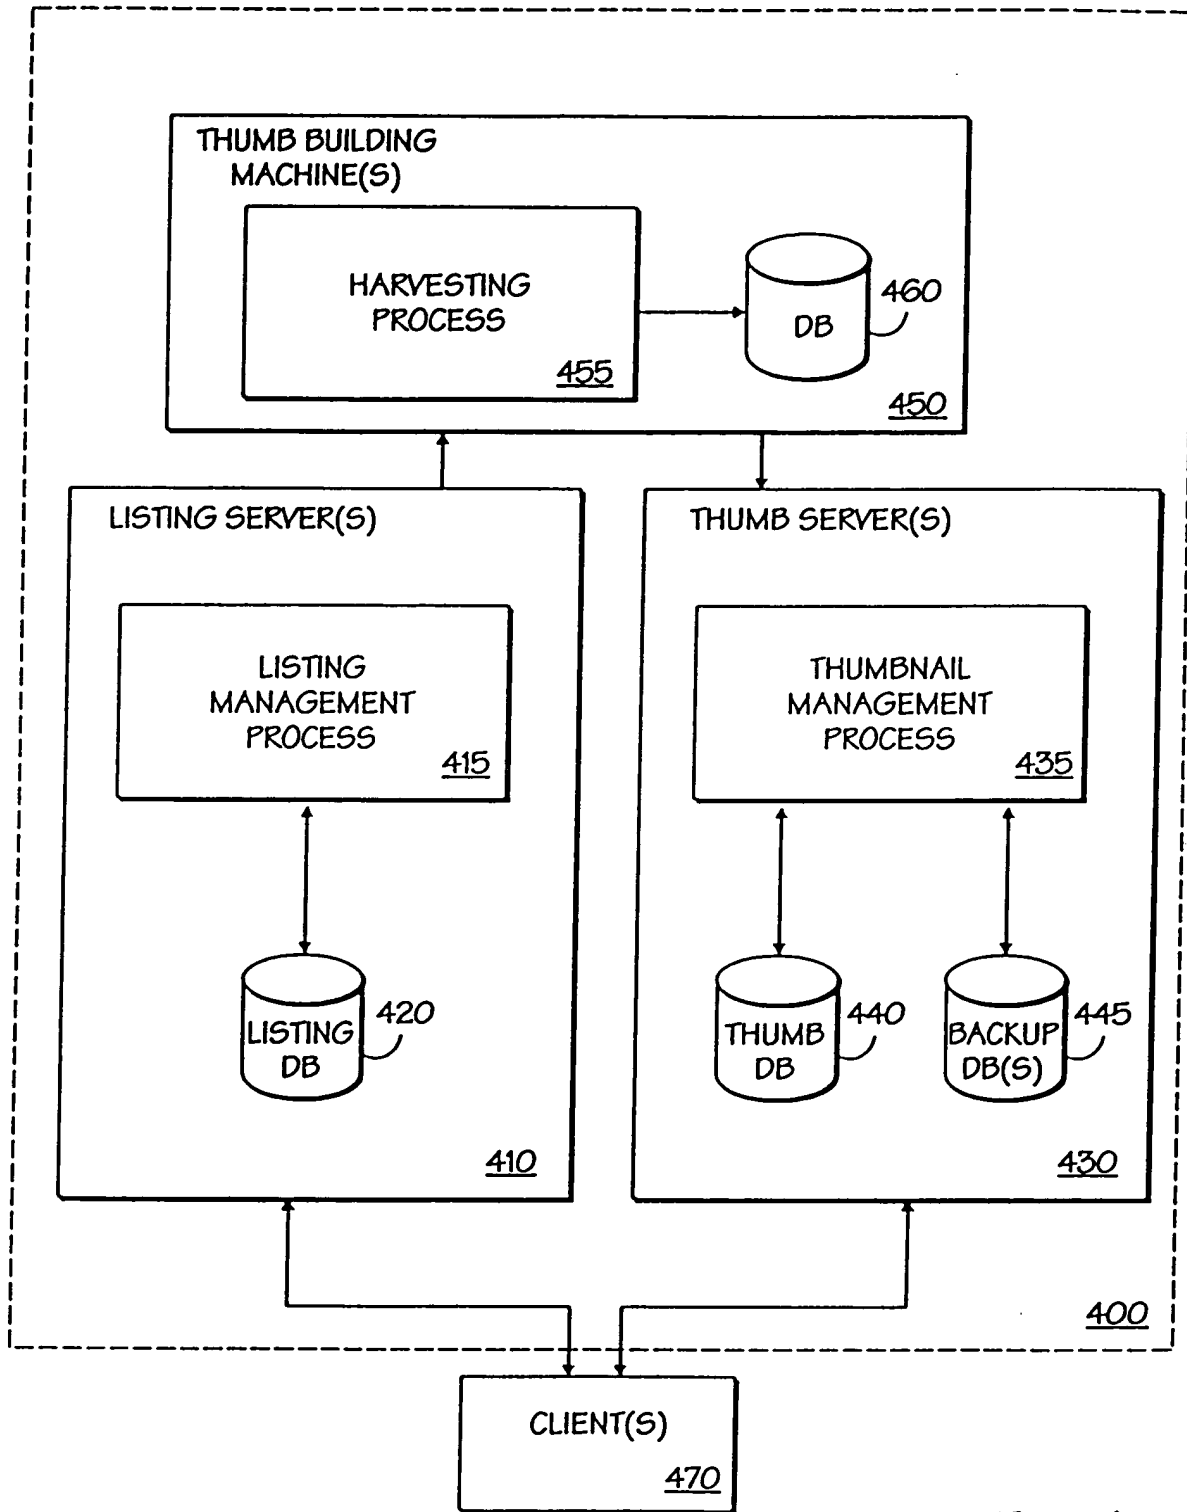 THUMB BUILDING
MACHINE(S)
HARVESTING
PROCESS
455
DB
460
450
LISTING SERVER(S)
LISTING
MANAGEMENT
PROCESS
415
LISTING
DB
420
410
THUMB SERVER(S)
THUMBNAIL
MANAGEMENT
PROCESS
435
THUMB
DB
440
BACKUP
DB(S)
445
430
400
CLIENT(S)
470